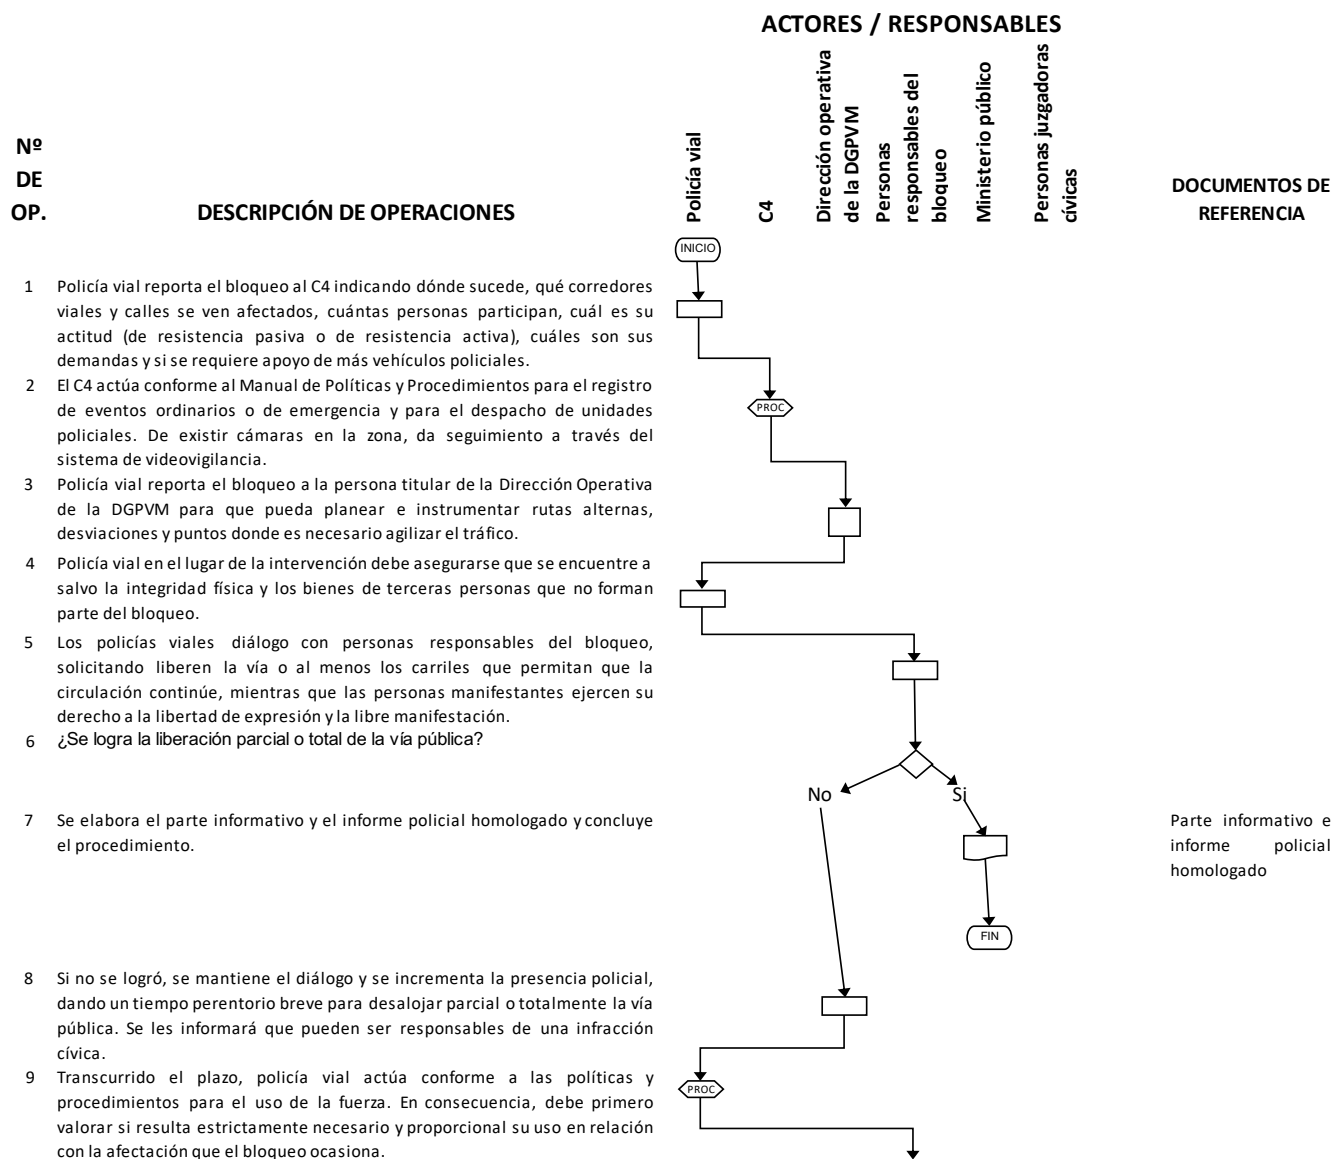 ACTORES / RESPONSABLES
Nº
DE
OP.
DESCRIPCIÓN DE OPERACIONES
Policía vial
C4
Dirección operativa
de la DGPVM
Personas
responsables del
bloqueo
Ministerio público
Personas juzgadoras
cívicas
DOCUMENTOS DE
REFERENCIA
INICIO
1 Policía vial reporta el bloqueo al C4 indicando dónde sucede, qué corredores
viales y calles se ven afectados, cuántas personas participan, cuál es su
actitud (de resistencia pasiva o de resistencia activa), cuáles son sus
demandas y si se requiere apoyo de más vehículos policiales.
2 El C4 actúa conforme al Manual de Políticas y Procedimientos para el registro
de eventos ordinarios o de emergencia y para el despacho de unidades
policiales. De existir cámaras en la zona, da seguimiento a través del
sistema de videovigilancia.
PROC
3 Policía vial reporta el bloqueo a la persona titular de la Dirección Operativa
de la DGPVM para que pueda planear e instrumentar rutas alternas,
desviaciones y puntos donde es necesario agilizar el tráfico.
4 Policía vial en el lugar de la intervención debe asegurarse que se encuentre a
salvo la integridad física y los bienes de terceras personas que no forman
parte del bloqueo.
5 Los policías viales diálogo con personas responsables del bloqueo,
solicitando liberen la vía o al menos los carriles que permitan que la
circulación continúe, mientras que las personas manifestantes ejercen su
derecho a la libertad de expresión y la libre manifestación.
6 ¿Se logra la liberación parcial o total de la vía pública?
No
Si
7 Se elabora el parte informativo y el informe policial homologado y concluye
el procedimiento.
Parte informativo e
informe policial
homologado
FIN
8 Si no se logró, se mantiene el diálogo y se incrementa la presencia policial,
dando un tiempo perentorio breve para desalojar parcial o totalmente la vía
pública. Se les informará que pueden ser responsables de una infracción
cívica.
9 Transcurrido el plazo, policía vial actúa conforme a las políticas y
procedimientos para el uso de la fuerza. En consecuencia, debe primero
valorar si resulta estrictamente necesario y proporcional su uso en relación
con la afectación que el bloqueo ocasiona.
PROC